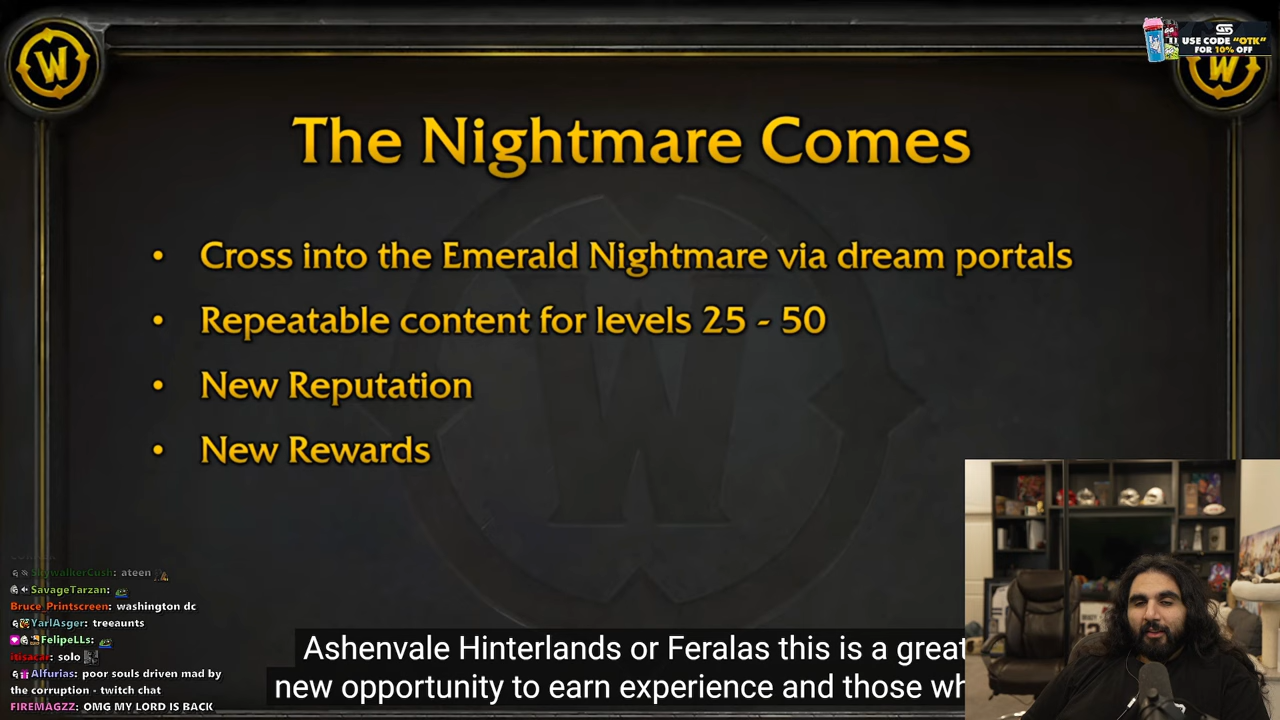 USE CODE "OTK"
FOR 10% OFF
The Nightmare Comes
• Cross into the Emerald Nightmare via dream portals
• Repeatable content for levels 25 - 50
• New Reputation
• New Rewards
SkywalkerCush: ateen
SavageTarzan:
Bruce_Printscreen: washington dc
YarlAsger: treeaunts
FelipeLLs:
itisacar: solo
Alfurias: poor souls driven mad by
the corruption - twitch chat
FIREMAGZZ: OMG MY LORD IS BACK
Ashenvale Hinterlands or Feralas this is a great
new opportunity to earn experience and those wh